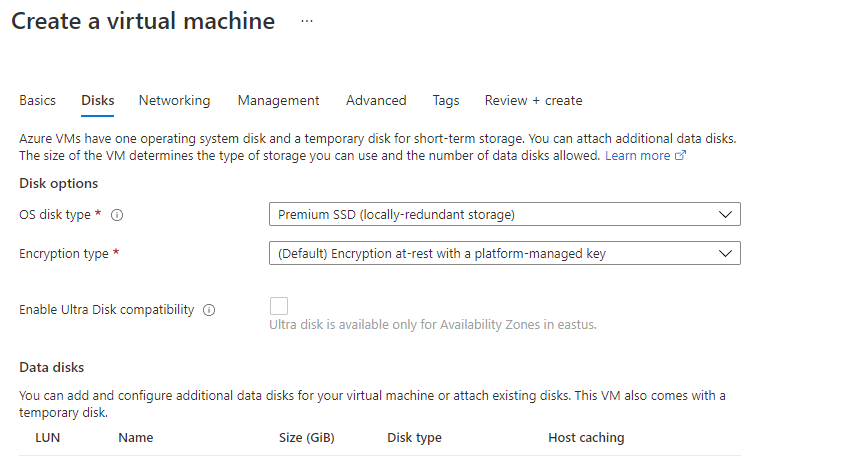 Create a virtual machine ...
Basics Disks Networking Management Advanced Tags Review + create
Azure VMs have one operating system disk and a temporary disk for short-term storage. You can attach additional data disks.
The size of the VM determines the type of storage you can use and the number of data disks allowed. Learn more
Disk options
OS disk type * Premium SSD (locally-redundant storage)
Encryption type * (Default) Encryption at-rest with a platform-managed key
Enable Ultra Disk compatibility
Ultra disk is available only for Availability Zones in eastus.
Data disks
You can add and configure additional data disks for your virtual machine or attach existing disks. This VM also comes with a
temporary disk.
LUN Name Size (GiB) Disk type Host caching